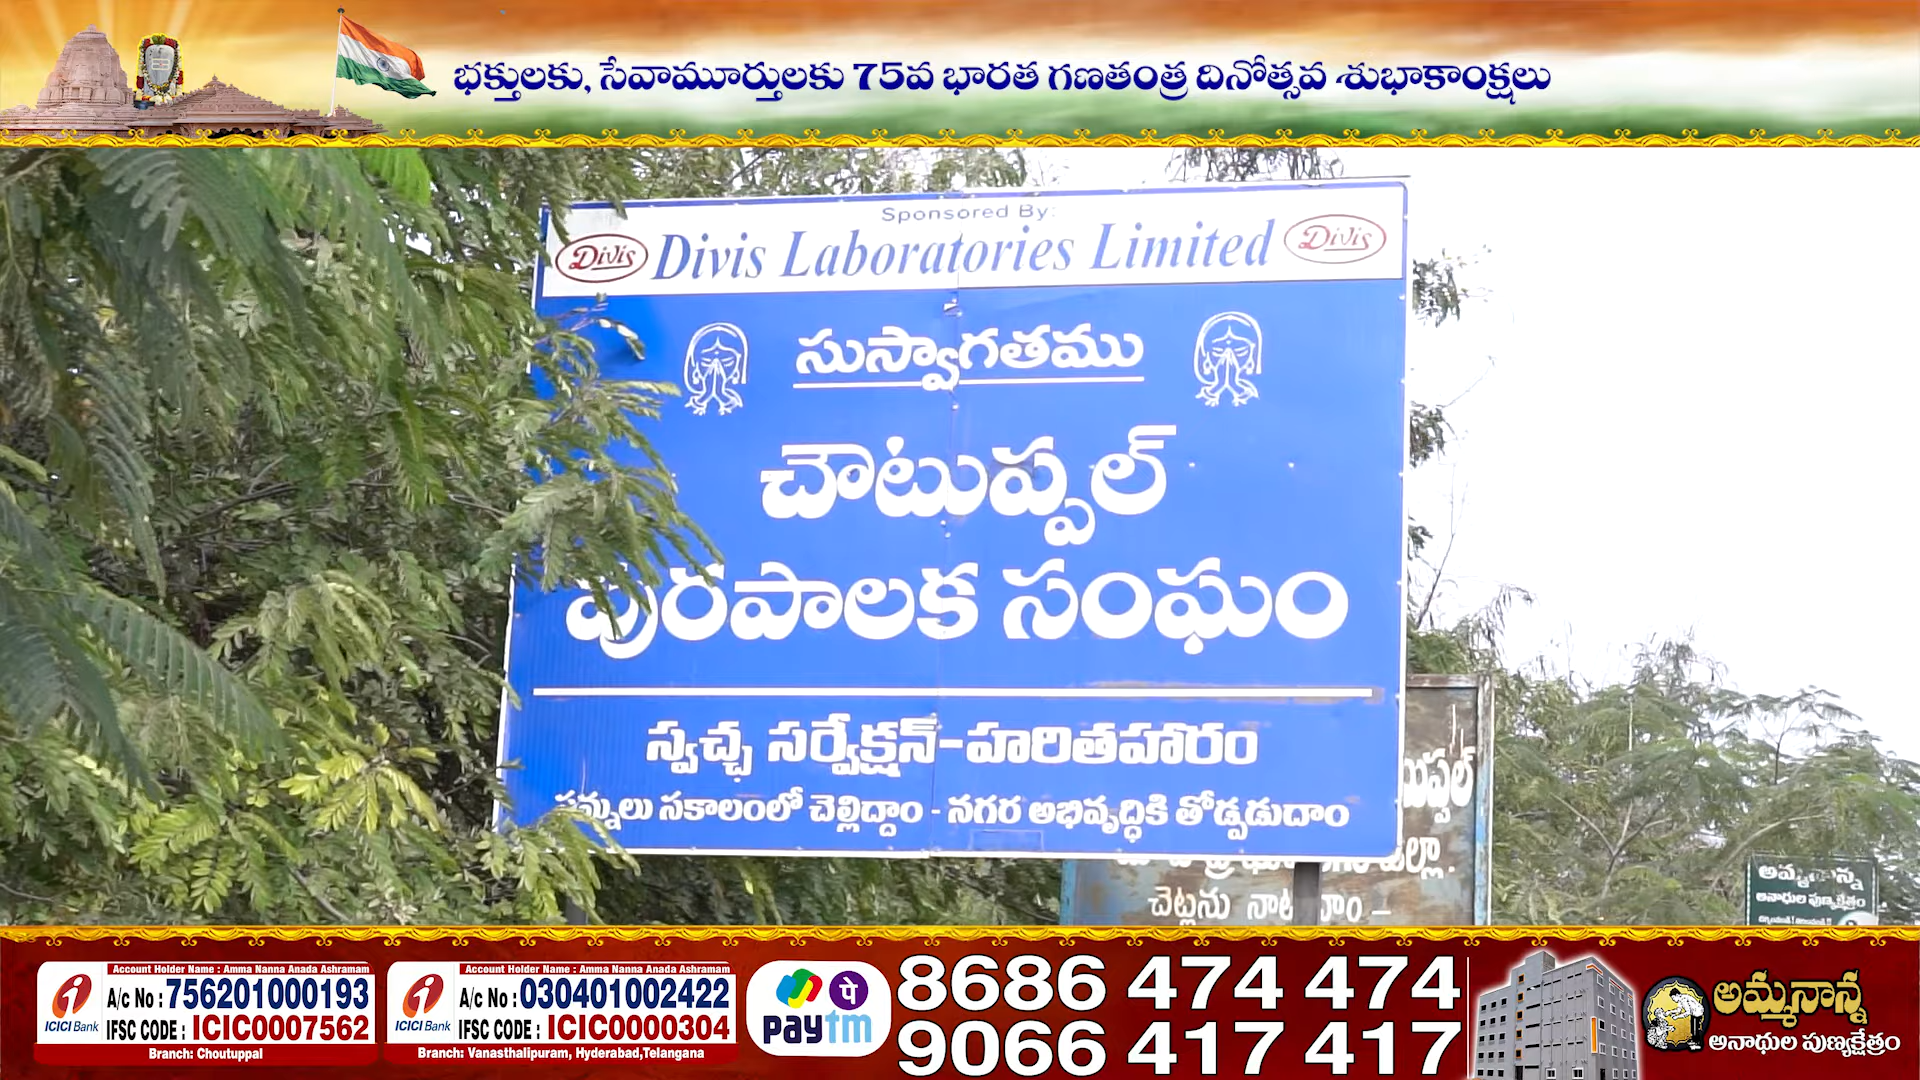 భక్తులకు, సేవామూర్తులకు 75వ భారత గణతంత్ర దినోత్సవ శుభాకాంక్షలు
Sponsored By:
Divis Divis Laboratories Limited Divis
సుస్వాగతము
చౌటుప్పల్
పురపాలక సంఘం
స్వచ్ఛ సర్వేక్షన్-హరితహారం
పన్నులు సకాలంలో చెల్లిద్దాం - నగర అభివృద్ధికి తోడ్పడుదాం
చెట్లను
అనాధుల పుణ్యక్షేత్రం
Account Holder Name : Amma Nanna Anada Ashramam
ICICI Bank
A/c No : 756201000193
IFSC CODE : ICIC0007562
Branch: Choutuppal
Account Holder Name : Amma Nanna Anada Ashramam
ICICI Bank
A/c No : 030401002422
IFSC CODE : ICIC0000304
Branch: Vanasthalipuram, Hyderabad,Telangana
పే
paytm
8686 474 474
9066 417 417
అమ్మనాన్న
అనాధుల పుణ్యక్షేత్రం